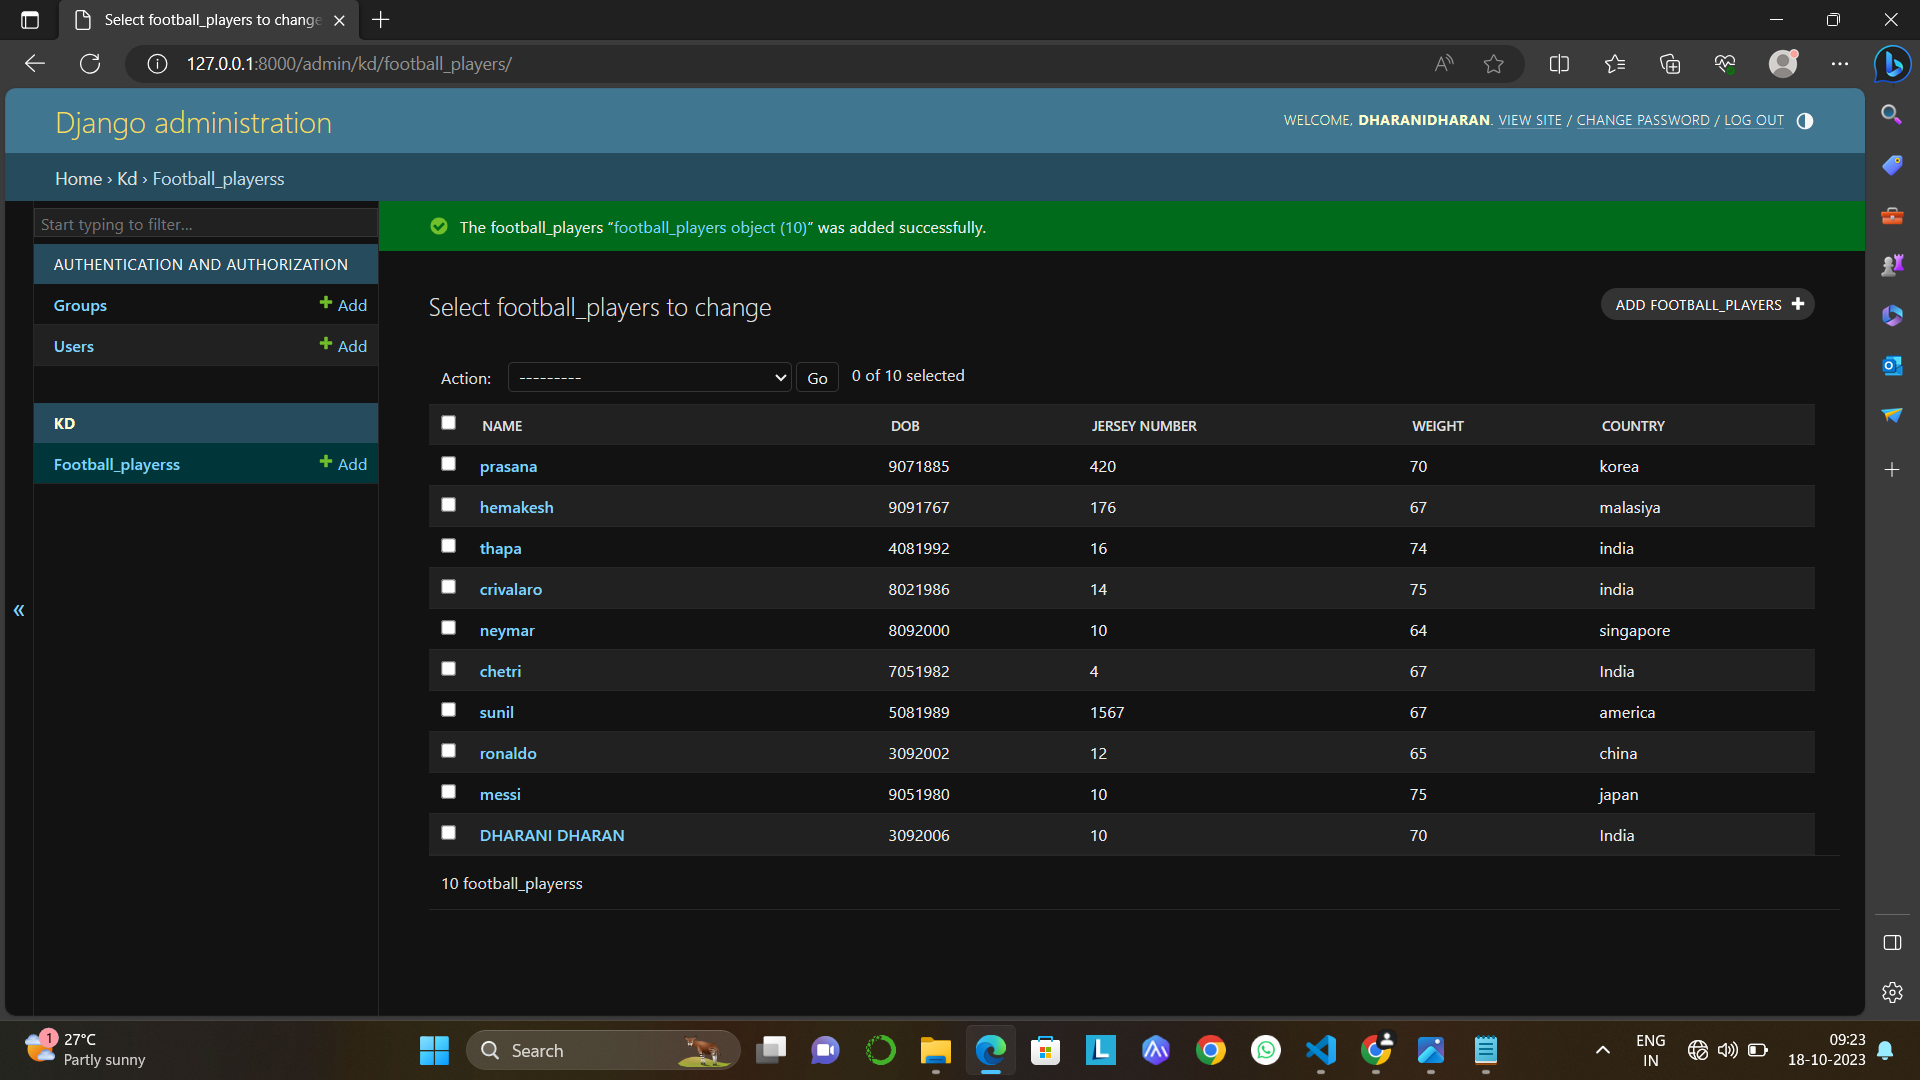 Select football_players to change
127.0.0.1:8000/admin/kd/football_players/
Django administration
WELCOME, DHARANIDHARAN. VIEW SITE / CHANGE PASSWORD / LOG OUT
Home › Kd › Football_playerss
Start typing to filter...
AUTHENTICATION AND AUTHORIZATION
Groups Add
Users Add
KD
Football_playerss Add
The football_players “football_players object (10)” was added successfully.
Select football_players to change
ADD FOOTBALL_PLAYERS
Action: --------- Go 0 of 10 selected
NAME DOB JERSEY NUMBER WEIGHT COUNTRY
prasana 9071885 420 70 korea
hemakesh 9091767 176 67 malasiya
thapa 4081992 16 74 india
crivalaro 8021986 14 75 india
neymar 8092000 10 64 singapore
chetri 7051982 4 67 India
sunil 5081989 1567 67 america
ronaldo 3092002 12 65 china
messi 9051980 10 75 japan
DHARANI DHARAN 3092006 10 70 India
10 football_playerss
1
27°C
Partly sunny
Search
ENG
IN
09:23
18-10-2023